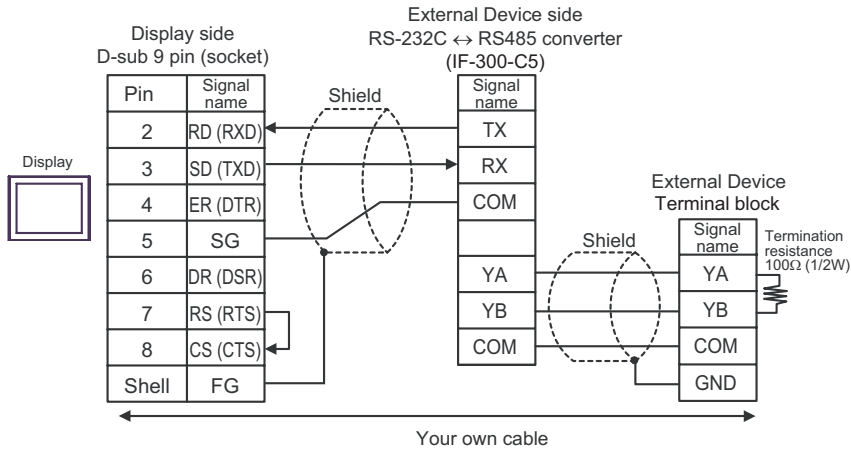 External Device side
RS-232C ↔ RS485 converter
(IF-300-C5)
Display side
D-sub 9 pin (socket)
Pin
Signal
name
2
RD (RXD)
3
SD (TXD)
4
ER (DTR)
5
SG
6
DR (DSR)
7
RS (RTS)
8
CS (CTS)
Shell
FG
Display
Shield
Signal
name
TX
RX
COM
YA
YB
COM
Shield
External Device
Terminal block
Signal
name
YA
YB
COM
GND
Termination
resistance
100Ω (1/2W)
Your own cable